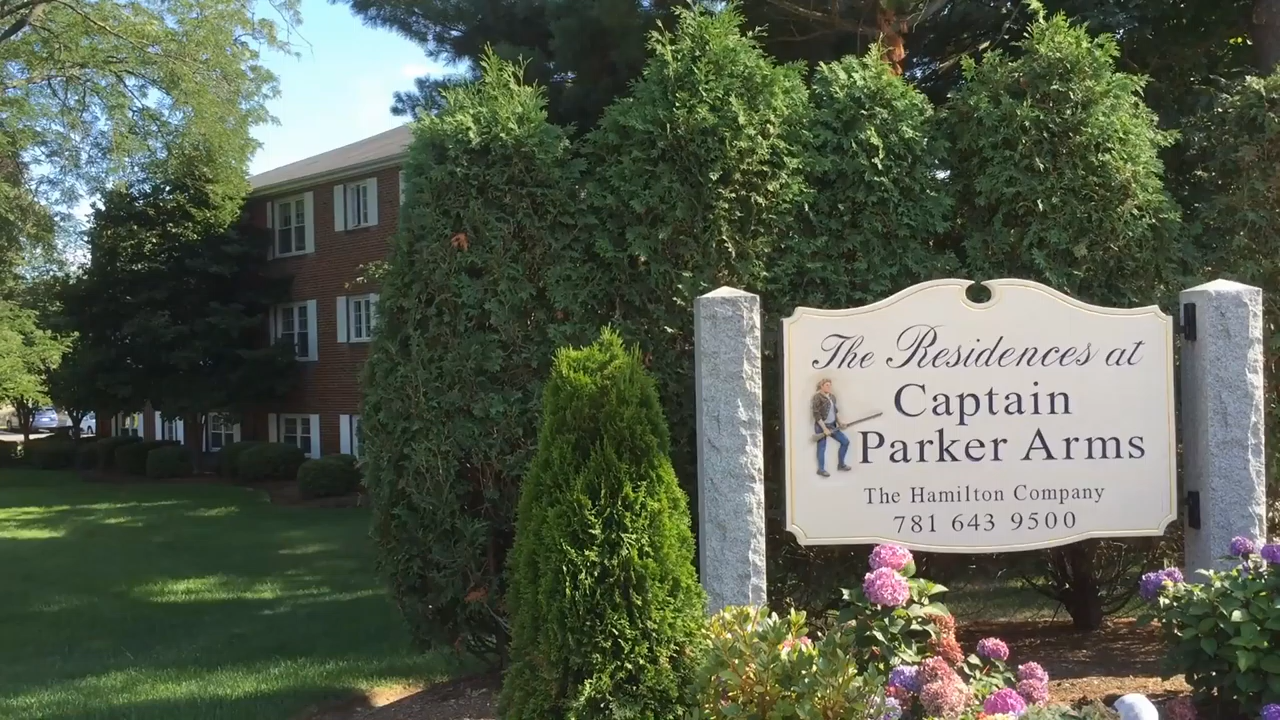 The Residences at
Captain
Parker Arms
The Hamilton Company
781 643 9500